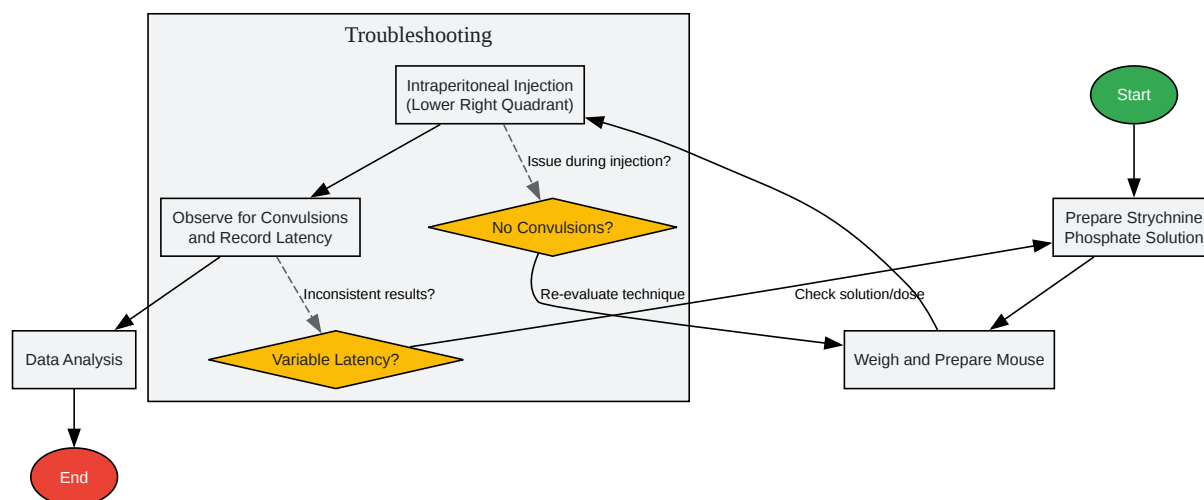 Troubleshooting
Intraperitoneal Injection
(Lower Right Quadrant)
Start
Issue during injection?
Observe for Convulsions
and Record Latency
No Convulsions?
Prepare Strychnine
Phosphate Solution
Inconsistent results?
Re-evaluate technique
Check solution/dose
Data Analysis
Variable Latency?
Weigh and Prepare Mouse
End